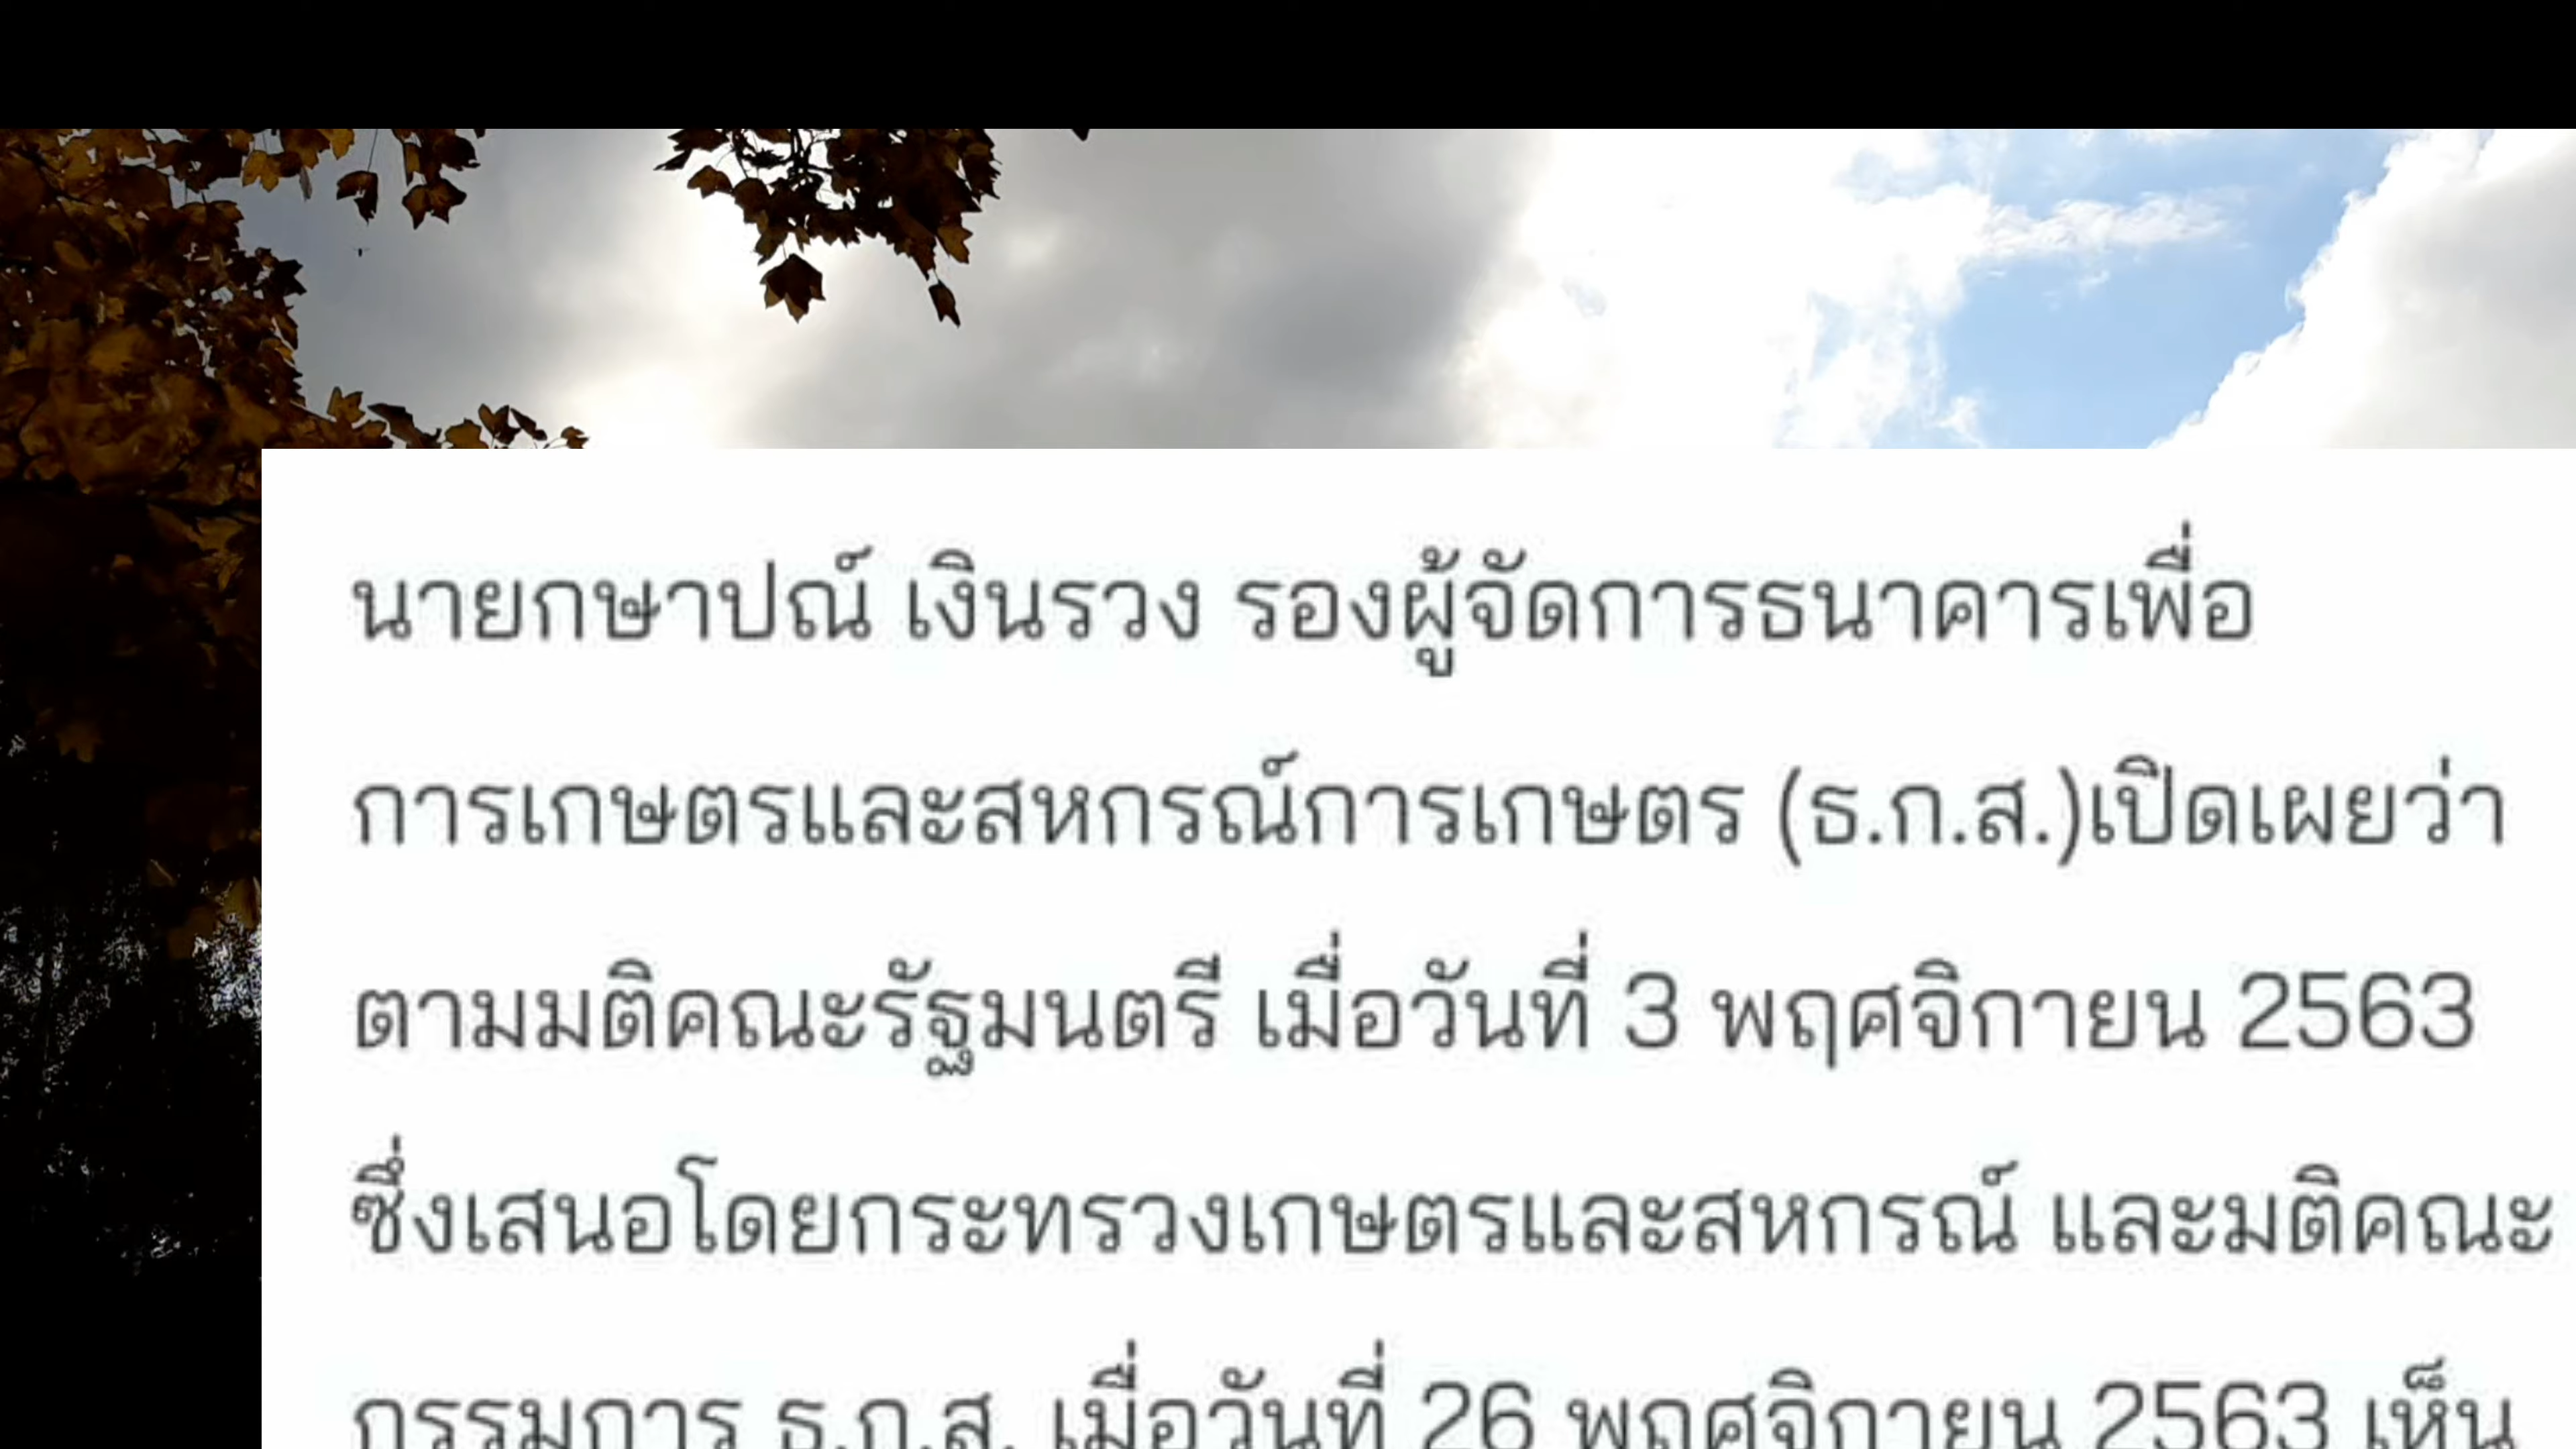 นายกษาปณ์ เงินรวง รองผู้จัดการธนาคารเพื่อ
การเกษตรและสหกรณ์การเกษตร (ธ.ก.ส.)เปิดเผยว่า
ตามมติคณะรัฐมนตรี เมื่อวันที่ 3 พฤศจิกายน 2563
ซึ่งเสนอโดยกระทรวงเกษตรและสหกรณ์ และมติคณะ
กรรมการ ธ.ก.ส. เมื่อวันที่ 26 พฤศจิกายน 2563 เห็น